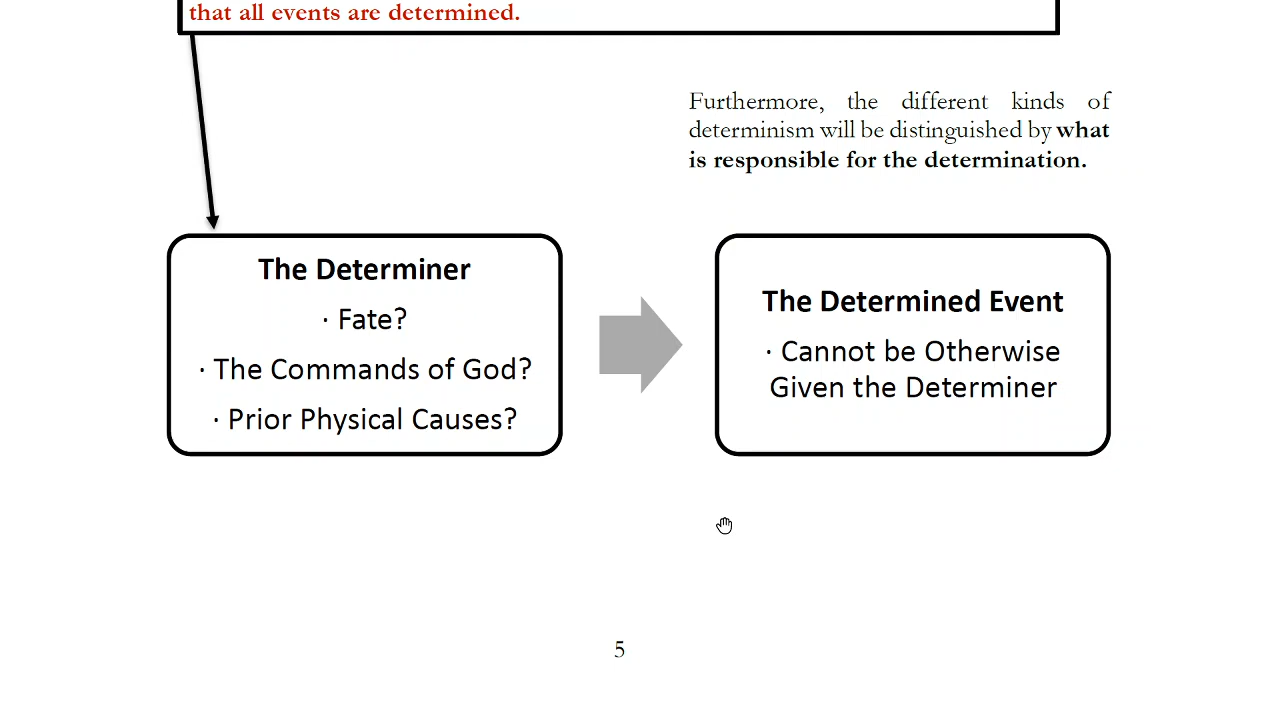 that all events are determined.
Furthermore, the different kinds of
determinism will be distinguished by what
is responsible for the determination.
The Determiner
· Fate?
· The Commands of God?
· Prior Physical Causes?
The Determined Event
· Cannot be Otherwise
Given the Determiner
5